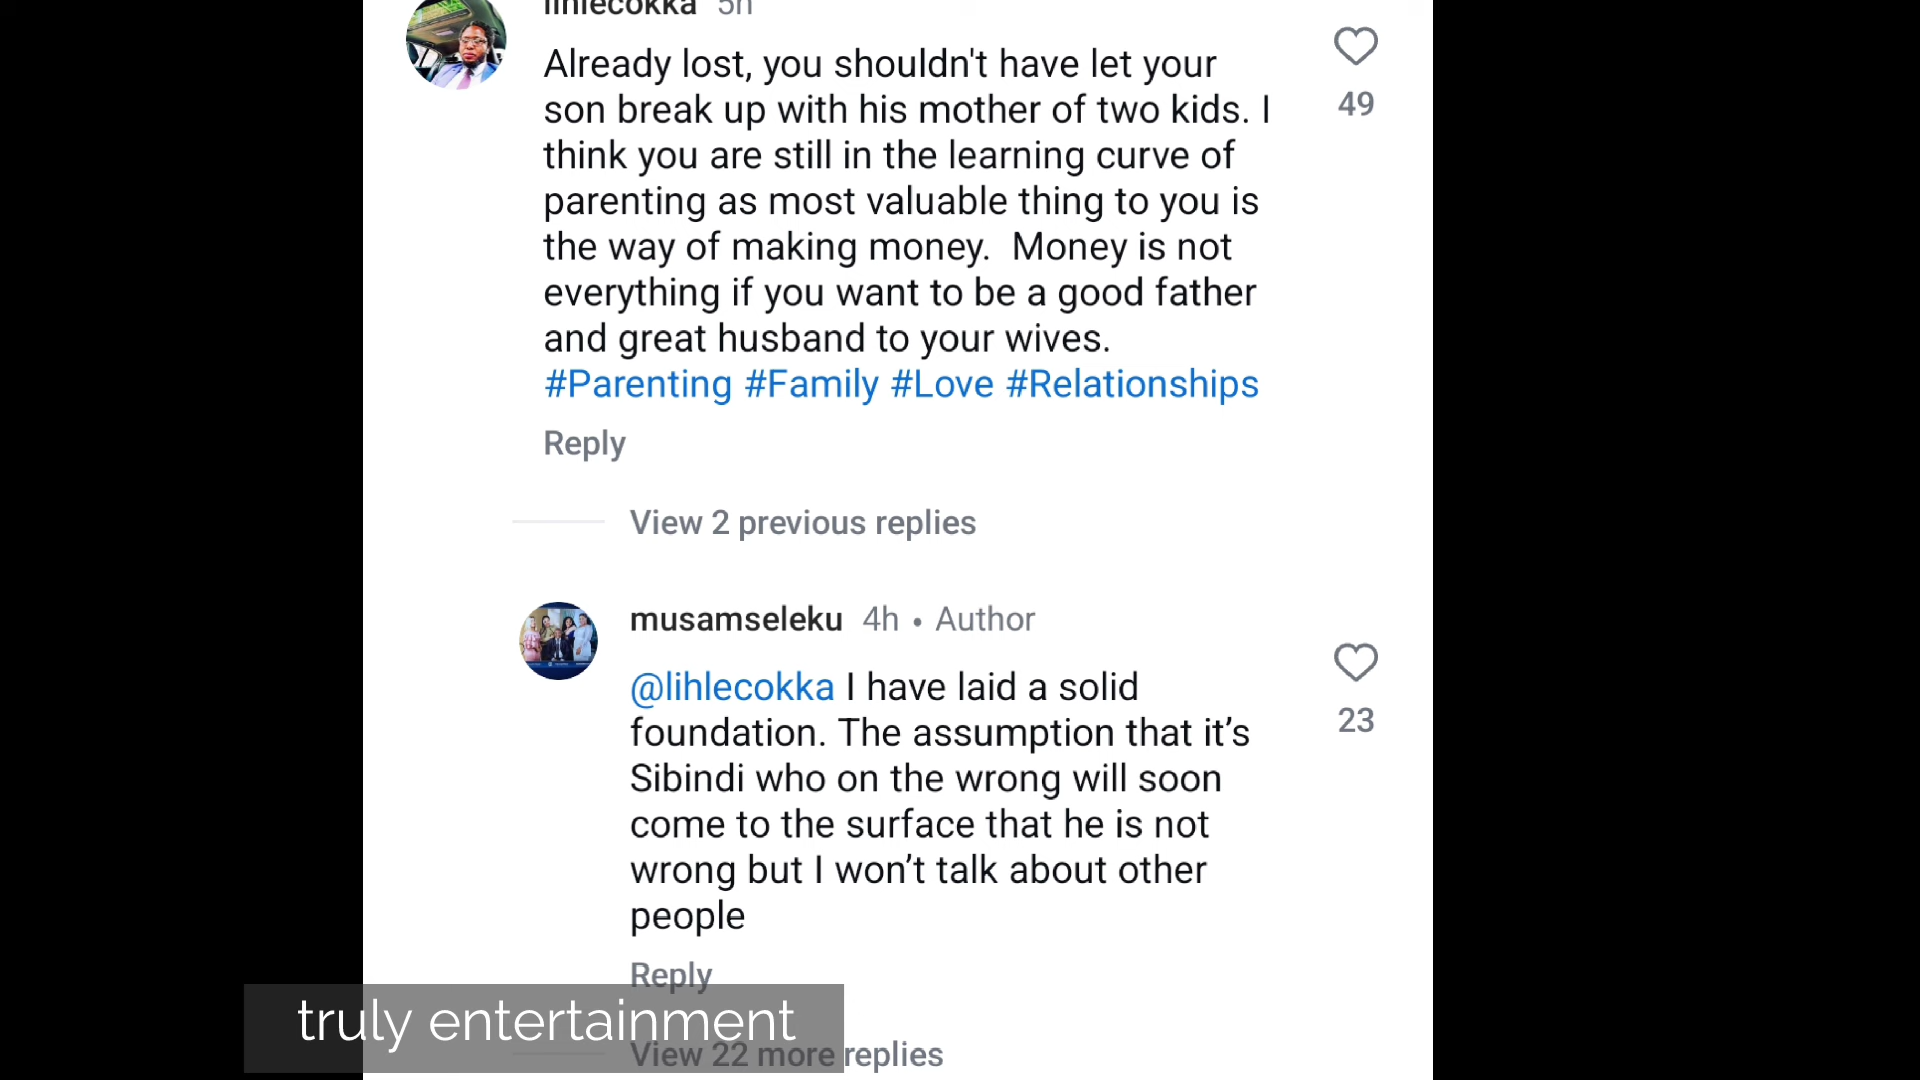 lihlecokka 5h
Already lost, you shouldn't have let your
49
son break up with his mother of two kids. I
think you are still in the learning curve of
parenting as most valuable thing to you is
the way of making money.  Money is not
everything if you want to be a good father
and great husband to your wives.
#Parenting #Family #Love #Relationships
Reply
View 2 previous replies
musamseleku 4h • Author
@lihlecokka I have laid a solid
23
foundation. The assumption that it’s
Sibindi who on the wrong will soon
come to the surface that he is not
wrong but I won’t talk about other
people
Reply
truly entertainment
View 22 more replies